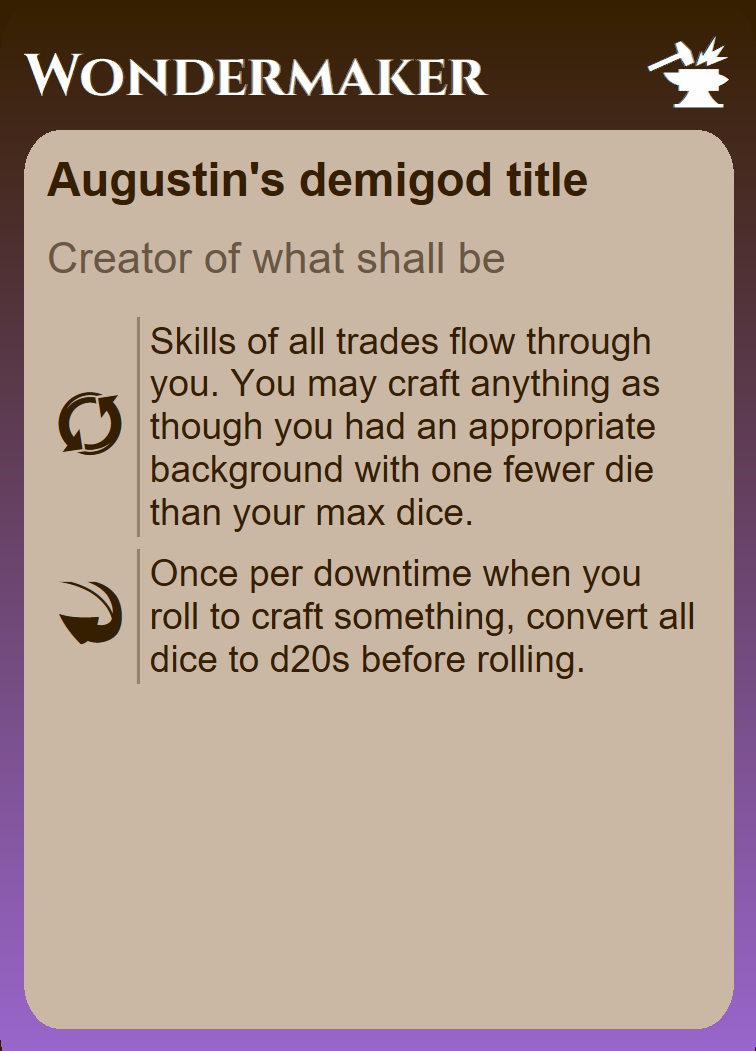 Wondermaker
Augustin's demigod title
Creator of what shall be
Skills of all trades flow through
you. You may craft anything as
though you had an appropriate
background with one fewer die
than your max dice.
Once per downtime when you
roll to craft something, convert all
dice to d20s before rolling.